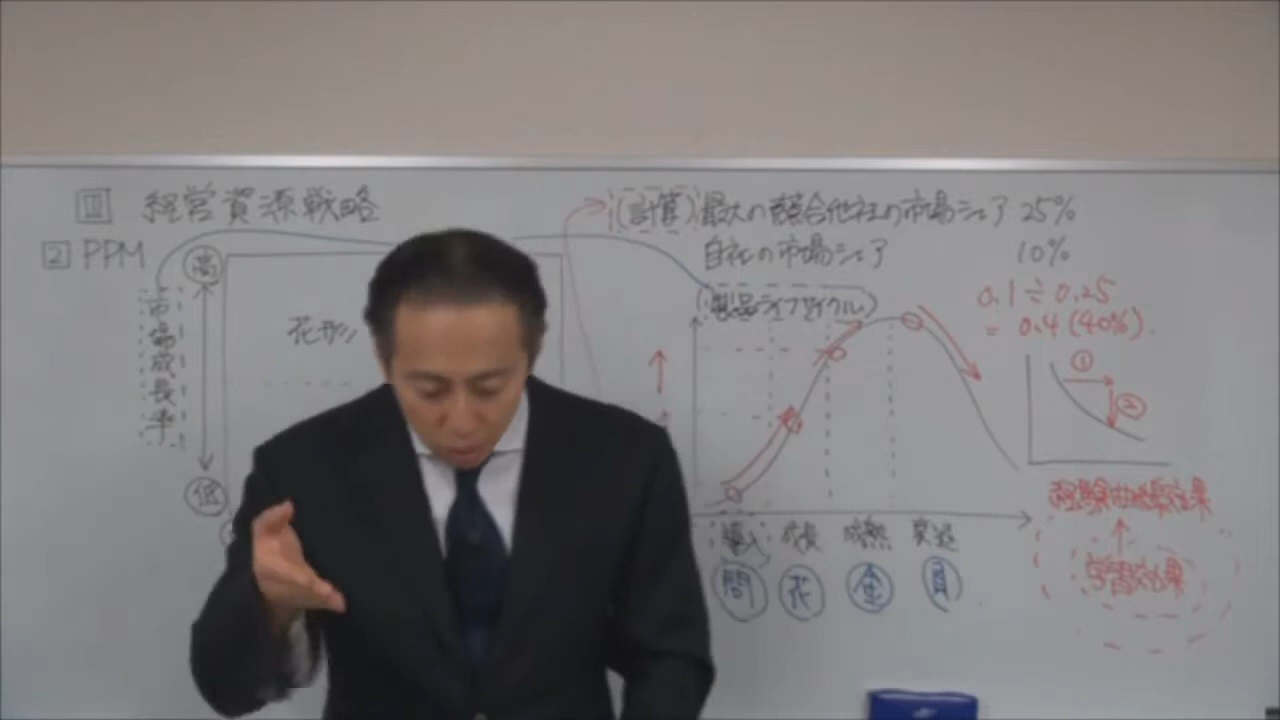 Ⅲ 経営資源戦略
(計算) 最大の競合他社の市場シェア 25%
2 PPM
高
自社の市場シェア 10%
市場成長率
(製品ライフサイクル)
0.1÷0.25
= 0.4 (40%)
花形
①
②
低
経験曲線効果
導入 成長 成熟 衰退
問 花 金 負
学習効果